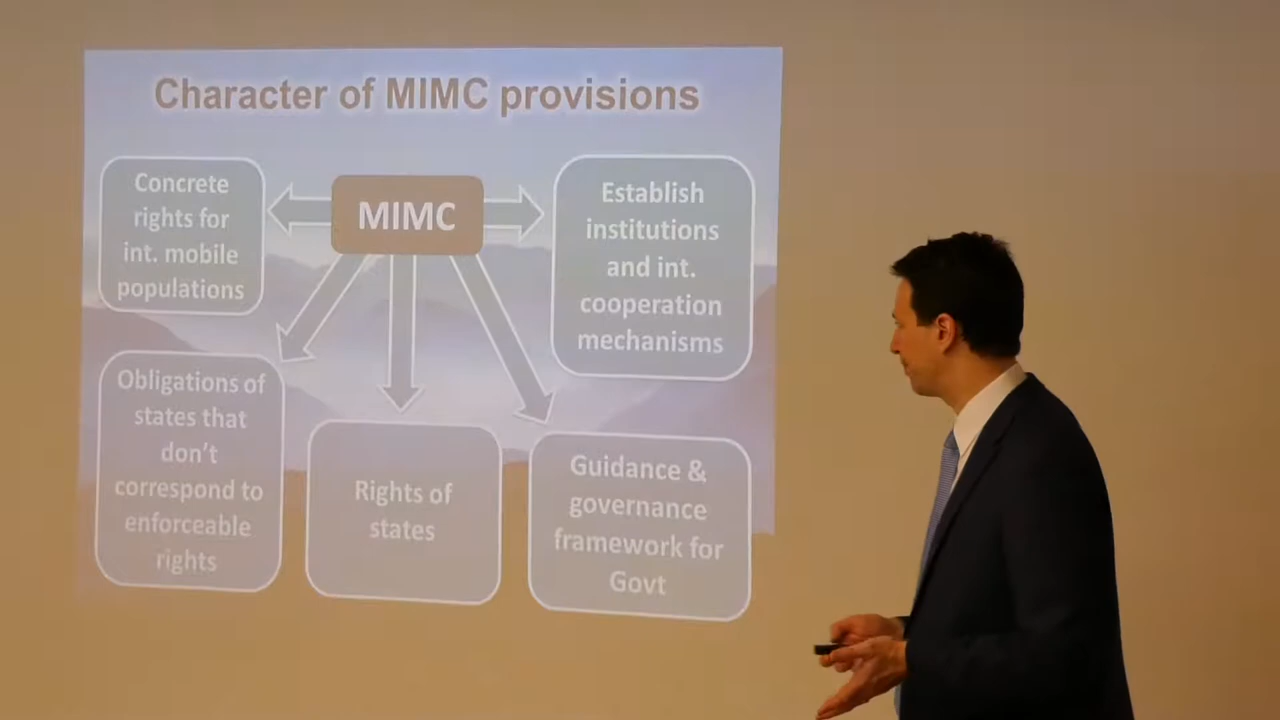 Character of MIMC provisions
Concrete
rights for
int. mobile
populations
MIMC
Establish
institutions
and int.
cooperation
mechanisms
Obligations of
states that
don't
correspond to
enforceable
rights
Rights of
states
Guidance &
governance
framework for
Govt